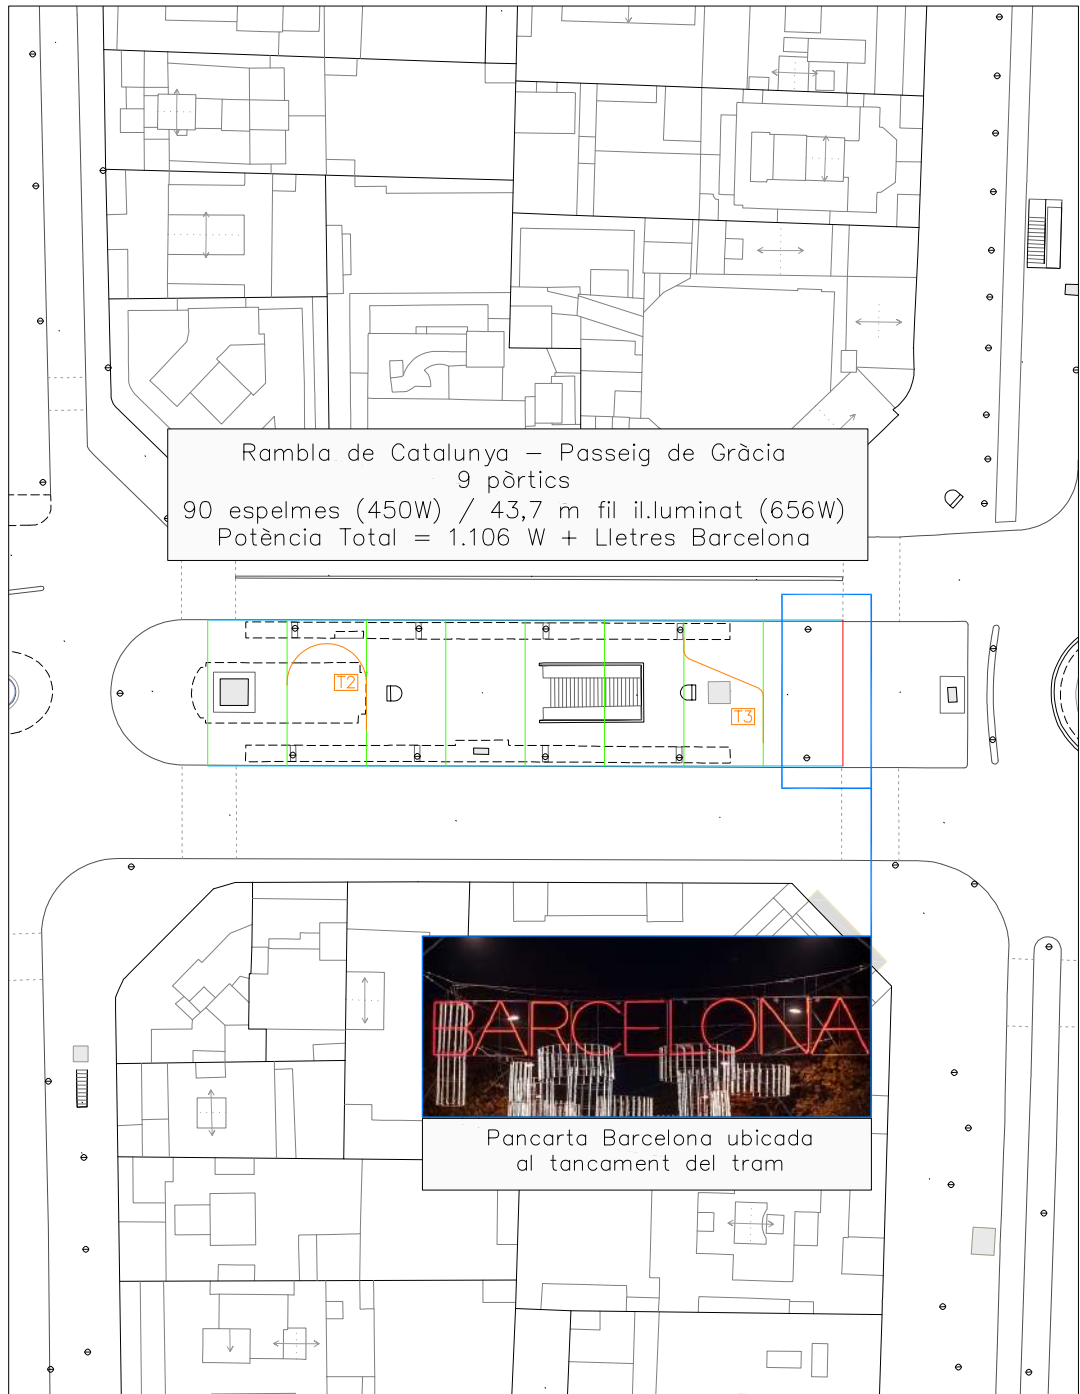 Rambla de Catalunya – Passeig de Gràcia
9 pòrtics
90 espelmes (450W) / 43,7 m fil il.luminat (656W)
Potència Total = 1.106 W + Lletres Barcelona
T2
T3
BARCELONA
Pancarta Barcelona ubicada
al tancament del tram